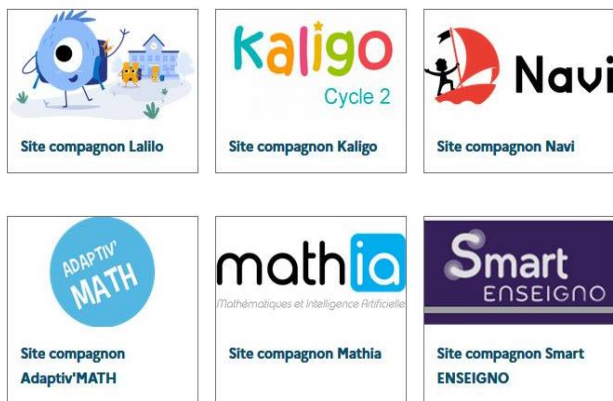 Kaligo
Cycle 2
Navi
Site compagnon Lalilo
Site compagnon Kaligo
Site compagnon Navi
ADAPTIV'
MATH
mathia
Mathématiques et Intelligence Artificielle
Smart
ENSEIGNO
Site compagnon
Adaptiv'MATH
Site compagnon Mathia
Site compagnon Smart
ENSEIGNO